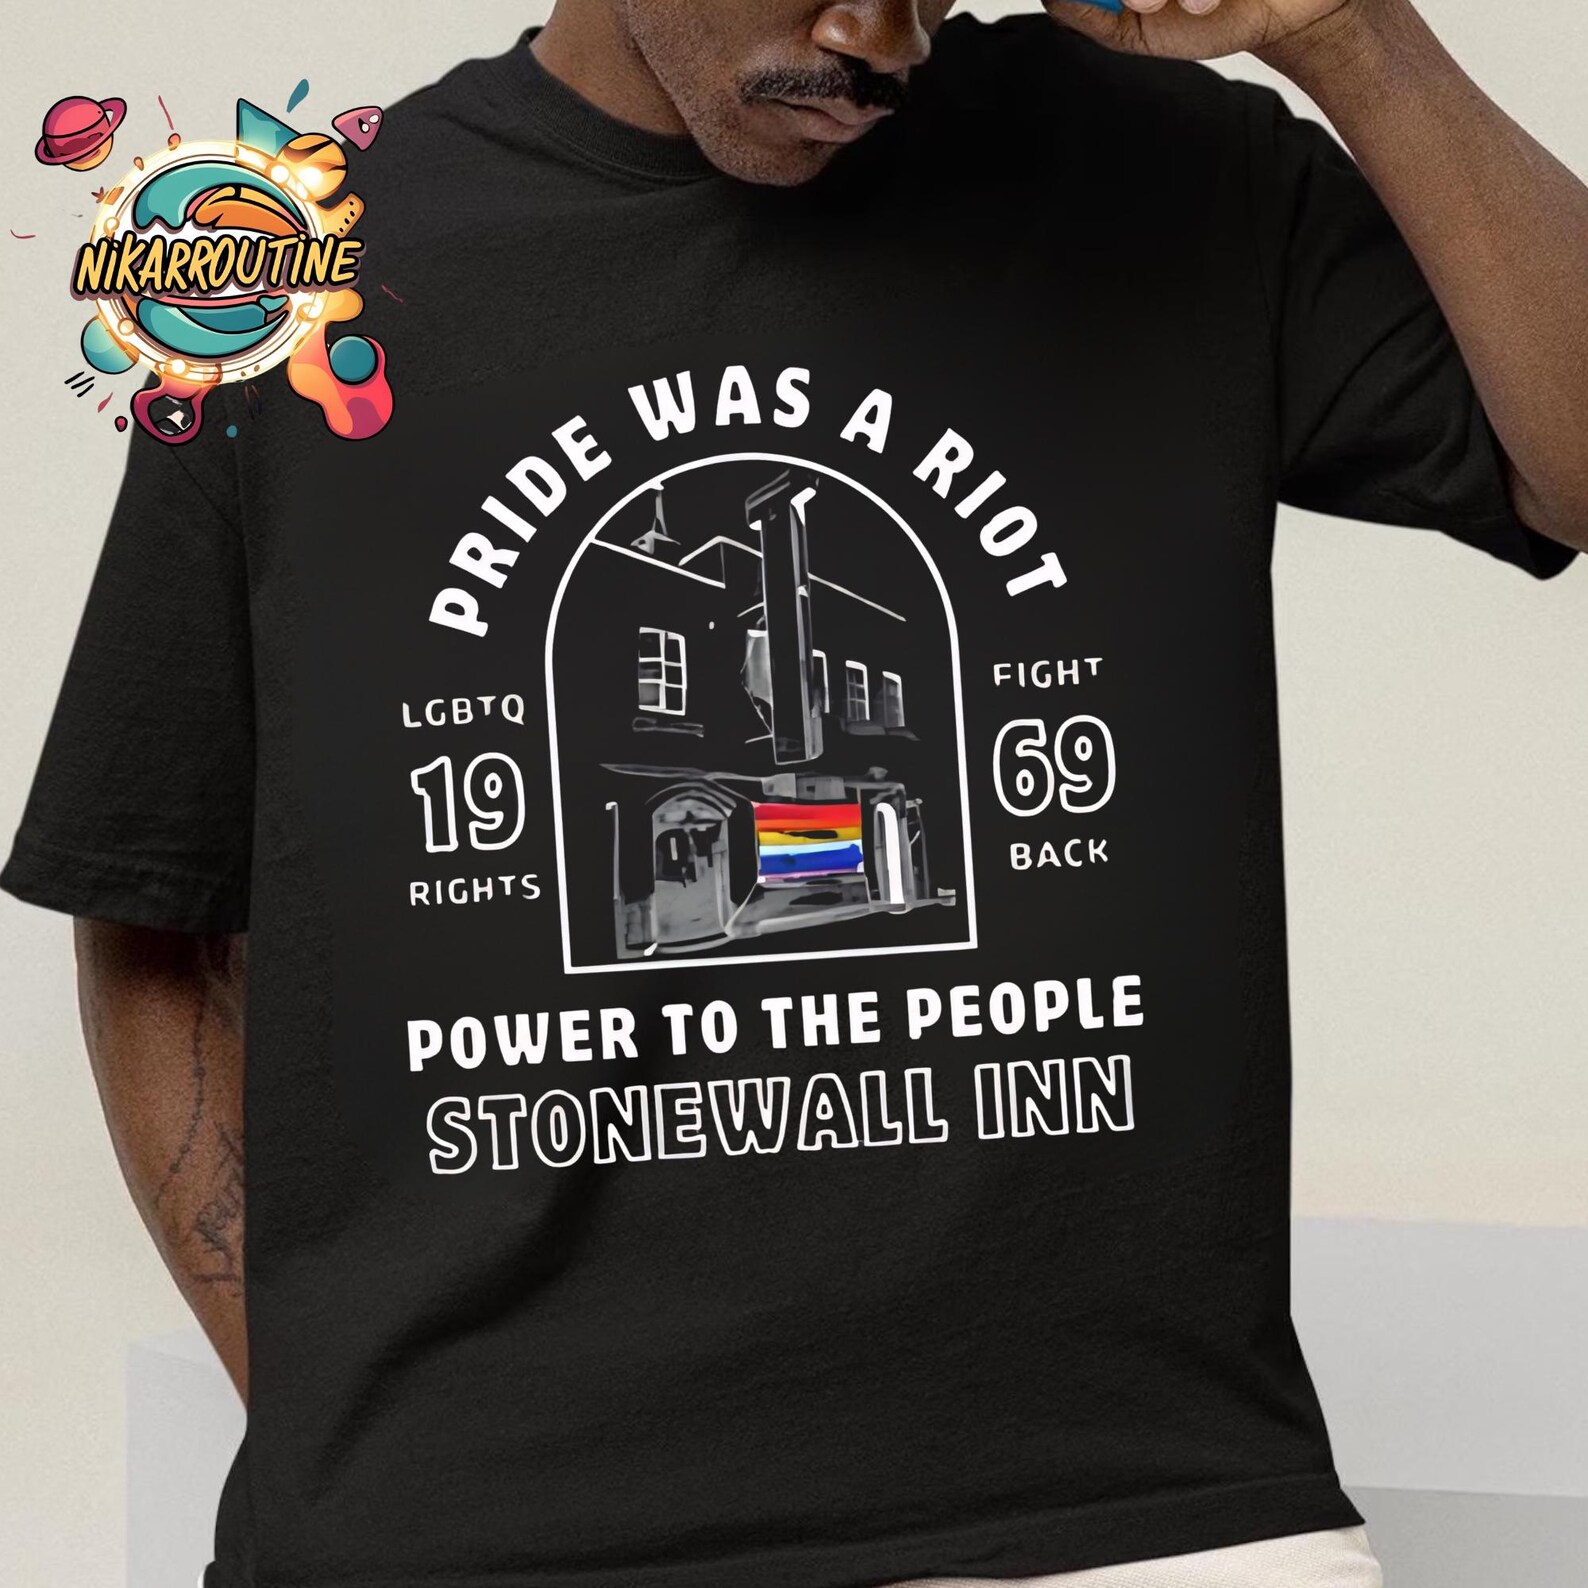 NIKARROUTINE
PRIDE WAS A RIOT
LGBTQ
19
RIGHTS
FIGHT
69
BACK
POWER TO THE PEOPLE
STONEWALL INN